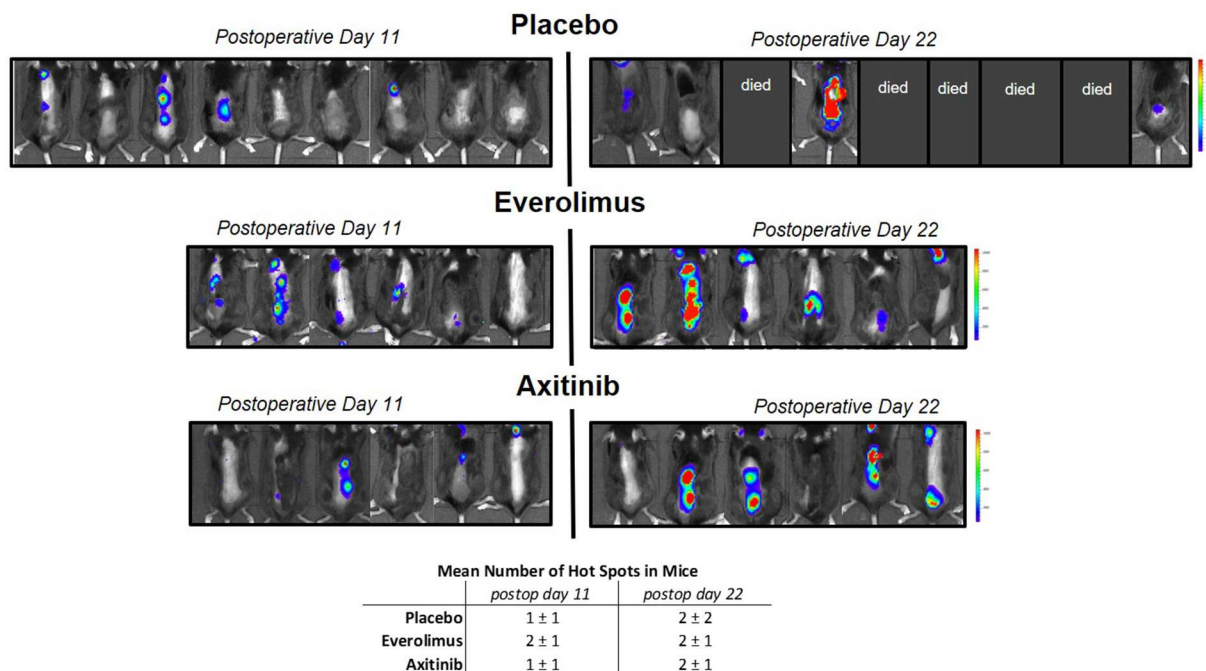 Placebo
Postoperative Day 11
Postoperative Day 22
died
died
died
died
died
Everolimus
Postoperative Day 11
Postoperative Day 22
Axitinib
Postoperative Day 11
Postoperative Day 22
Mean Number of Hot Spots in Mice
postop day 11 postop day 22
Placebo 1 ± 1 2 ± 2
Everolimus 2 ± 1 2 ± 1
Axitinib 1 ± 1 2 ± 1